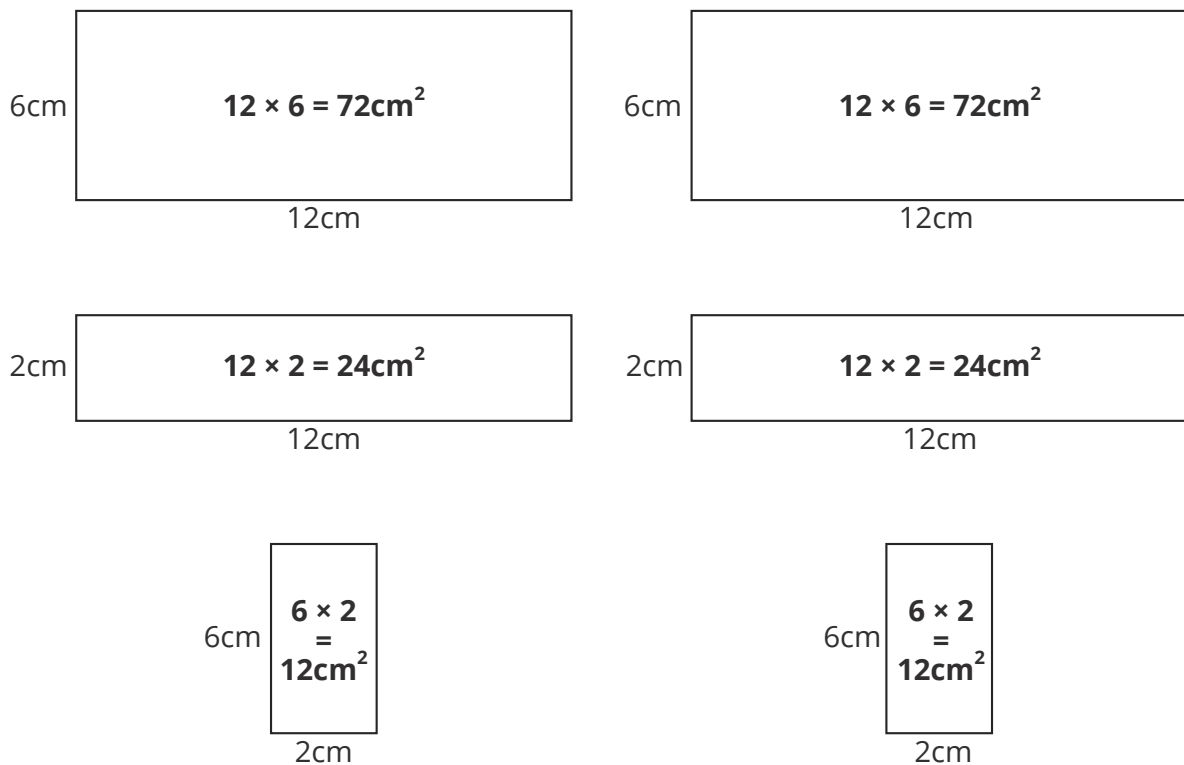 6cm 12 × 6 = 72cm² 6cm 12 × 6 = 72cm²
12cm 12cm
2cm 12 × 2 = 24cm² 2cm 12 × 2 = 24cm²
12cm 12cm
6 × 2 6 × 2
6cm = 6cm =
12cm² 12cm²
2cm 2cm